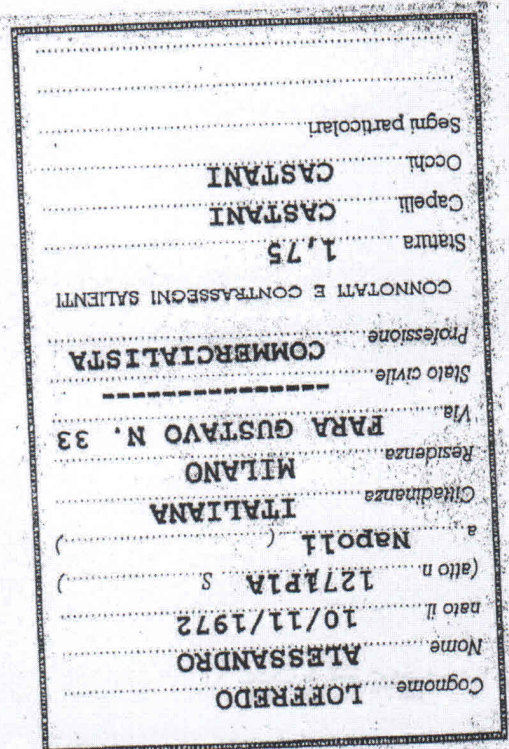 Cognome LOFFREDO
Nome ALESSANDRO
nato il 10/11/1972
(atto n 1271P1A S )
a Napoli ( )
Cittadinanza ITALIANA
Residenza MILANO
Via FARA GUSTAVO N. 33
Stato civile ----------------
Professione COMMERCIALISTA
CONNOTATI E CONTRASSEGNI SALIENTI
Statura 1,75
Capelli CASTANI
Occhi CASTANI
Segni particolari